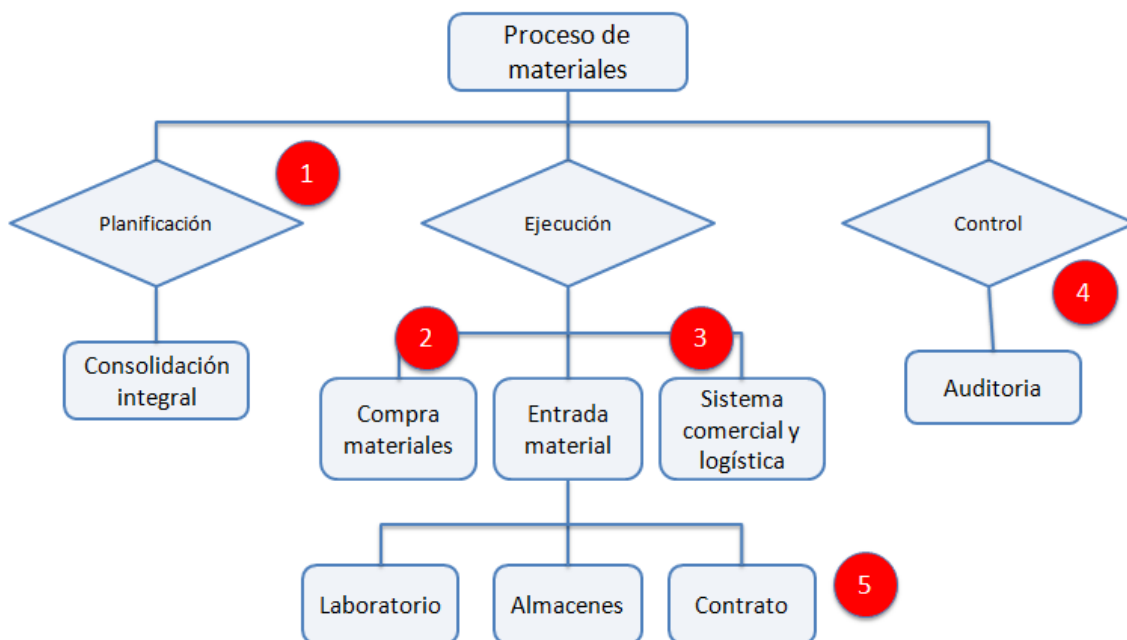 Proceso de
materiales
1
Planificación
Ejecución
Control
4
2
3
Consolidación
integral
Compra
materiales
Entrada
material
Sistema
comercial y
logística
Auditoria
Laboratorio
Almacenes
Contrato
5